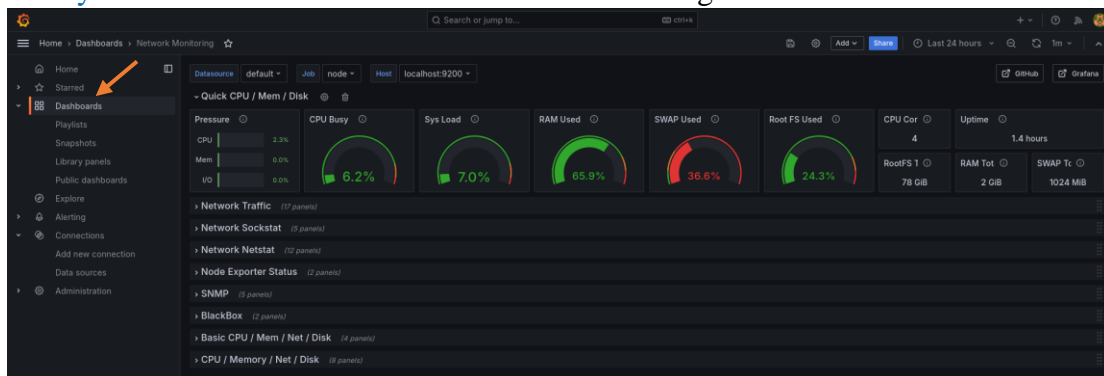 Search or jump to...
ctrl+k
Home › Dashboards › Network Monitoring
Add
Share
Last 24 hours
1m
Home
Starred
Dashboards
Playlists
Snapshots
Library panels
Public dashboards
Explore
Alerting
Connections
Add new connection
Data sources
Administration
Datasource default Job node Host localhost:9200
GitHub
Grafana
Quick CPU / Mem / Disk
Pressure
CPU 2.3%
Mem 0.0%
I/O 0.0%
CPU Busy
6.2%
Sys Load
7.0%
RAM Used
65.9%
SWAP Used
36.6%
Root FS Used
24.3%
CPU Cor
4
Uptime
1.4 hours
RootFS T
78 GiB
RAM Tot
2 GiB
SWAP Tc
1024 MiB
Network Traffic (17 panels)
Network Sockstat (5 panels)
Network Netstat (12 panels)
Node Exporter Status (2 panels)
SNMP (5 panels)
BlackBox (2 panels)
Basic CPU / Mem / Net / Disk (4 panels)
CPU / Memory / Net / Disk (8 panels)